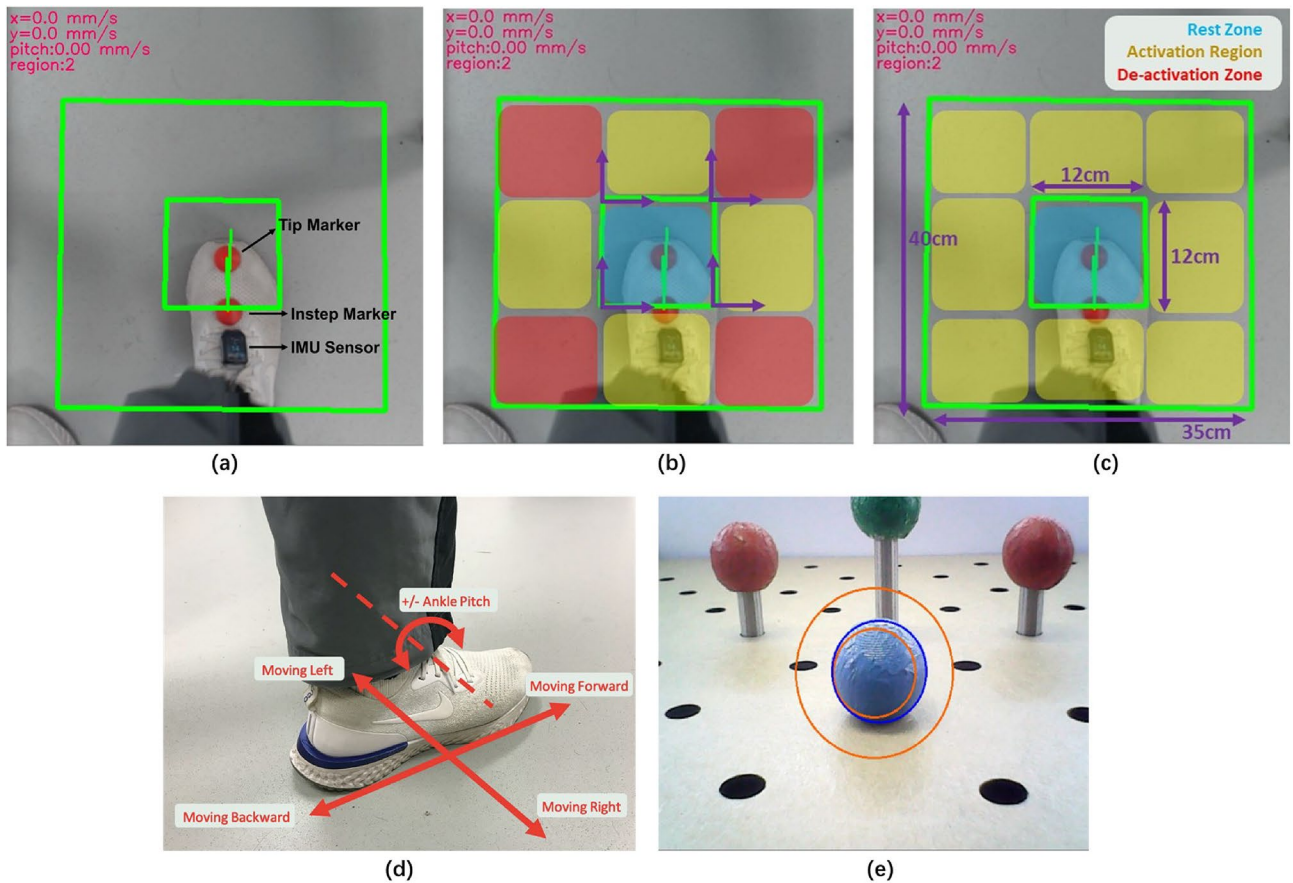 x=0.0 mm/s
y=0.0 mm/s
pitch:0.00 mm/s
region:2
Tip Marker
Instep Marker
IMU Sensor
(a)
x=0.0 mm/s
y=0.0 mm/s
pitch:0.00 mm/s
region:2
(b)
x=0.0 mm/s
y=0.0 mm/s
pitch:0.00 mm/s
region:2
Rest Zone
Activation Region
De-activation Zone
12cm
40cm
12cm
35cm
(c)
+/- Ankle Pitch
Moving Left
Moving Forward
Moving Backward
Moving Right
(d)
(e)